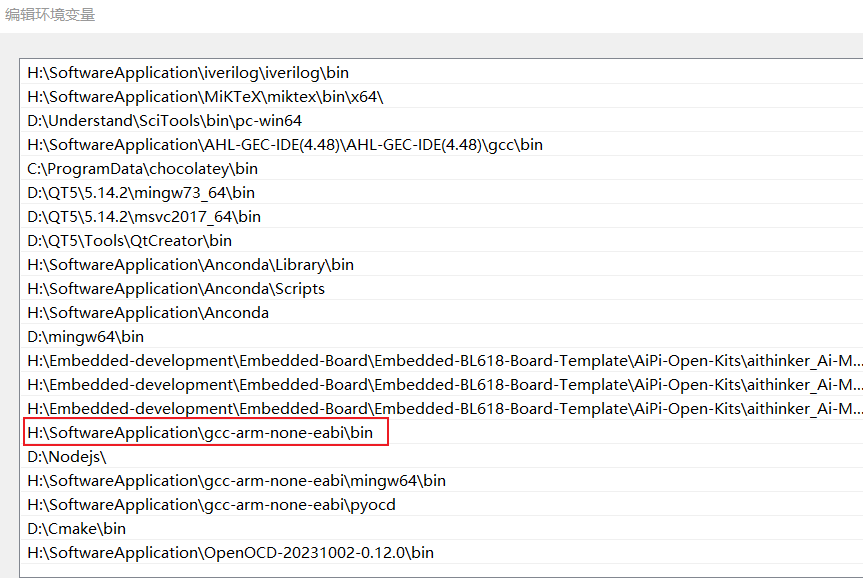 编辑环境变量
H:\SoftwareApplication\iverilog\iverilog\bin
H:\SoftwareApplication\MiKTeX\miktex\bin\x64\
D:\Understand\SciTools\bin\pc-win64
H:\SoftwareApplication\AHL-GEC-IDE(4.48)\AHL-GEC-IDE(4.48)\gcc\bin
C:\ProgramData\chocolatey\bin
D:\QT5\5.14.2\mingw73_64\bin
D:\QT5\5.14.2\msvc2017_64\bin
D:\QT5\Tools\QtCreator\bin
H:\SoftwareApplication\Anconda\Library\bin
H:\SoftwareApplication\Anconda\Scripts
H:\SoftwareApplication\Anconda
D:\mingw64\bin
H:\Embedded-development\Embedded-Board\Embedded-BL618-Board-Template\AiPi-Open-Kits\aithinker_Ai-M...
H:\Embedded-development\Embedded-Board\Embedded-BL618-Board-Template\AiPi-Open-Kits\aithinker_Ai-M...
H:\Embedded-development\Embedded-Board\Embedded-BL618-Board-Template\AiPi-Open-Kits\aithinker_Ai-M...
H:\SoftwareApplication\gcc-arm-none-eabi\bin
D:\Nodejs\
H:\SoftwareApplication\gcc-arm-none-eabi\mingw64\bin
H:\SoftwareApplication\gcc-arm-none-eabi\pyocd
D:\Cmake\bin
H:\SoftwareApplication\OpenOCD-20231002-0.12.0\bin